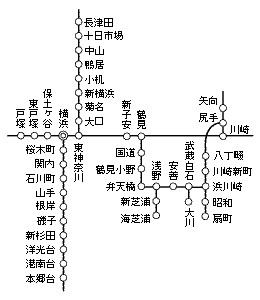 長津田
十日市場
中山
鴨居
小机
新横浜
菊名
大口
東神奈川
戸塚
東戸塚
保土ヶ谷
横浜
新子安
鶴見
川崎
矢向
尻手
八丁畷
川崎新町
浜川崎
昭和
扇町
国道
鶴見小野
弁天橋
浅野
安善
武蔵白石
大川
新芝浦
海芝浦
桜木町
関内
石川町
山手
根岸
磯子
新杉田
洋光台
港南台
本郷台